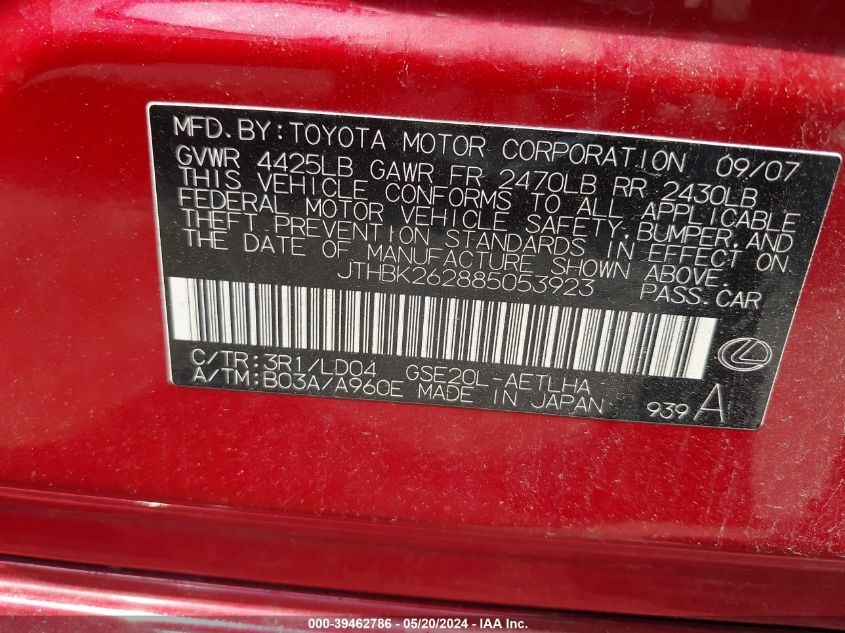 MFD.BY:TOYOTA MOTOR CORPORATION 09/07
GVWR 4425LB GAWR FR 2470LB RR 2430LB
THIS VEHICLE CONFORMS TO ALL APPLICABLE
FEDERAL MOTOR VEHICLE SAFETY,BUMPER,AND
THEFT PREVENTION STANDARDS IN EFFECT ON
THE DATE OF MANUFACTURE SHOWN ABOVE.
JTHBK262885053923 PASS.CAR
C/TR:3R1/LD04 GSE20L-AETLHA
A/TM:B03A/A960E MADE IN JAPAN 939 A
000-39462786 - 05/20/2024 - IAA Inc.